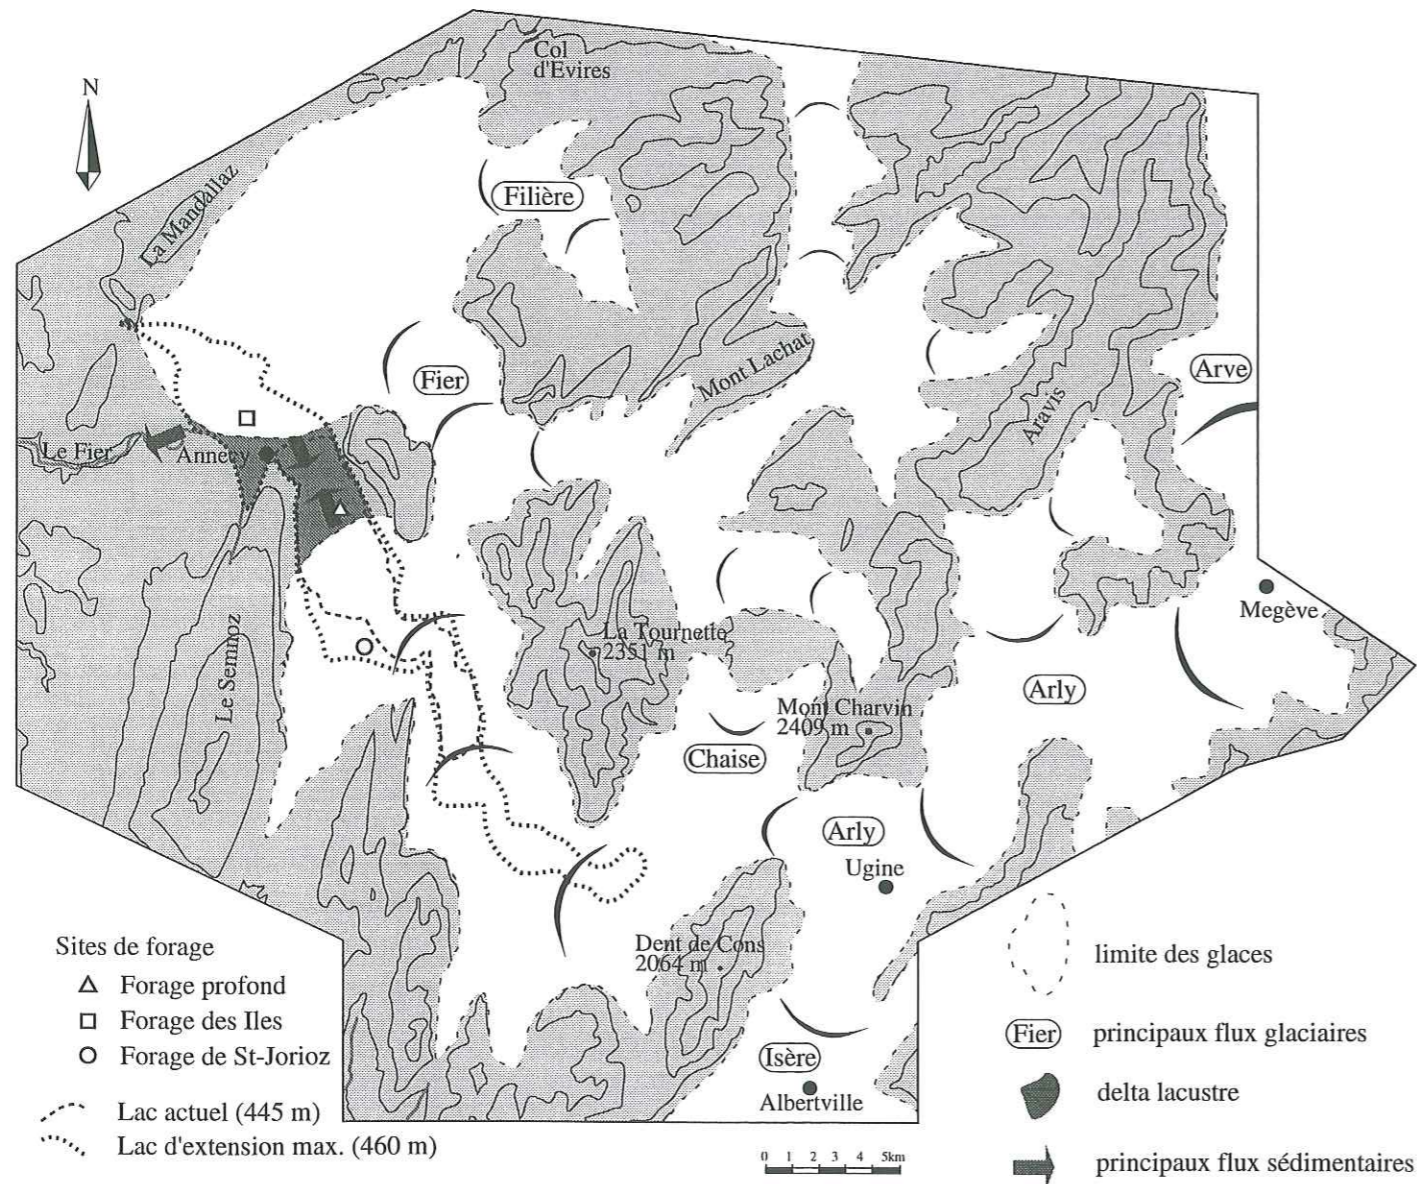 Col
d'Evires
N
La Mandallaz
Filière
Fier
Mont Lachat
Arve
Aravis
Le Fier
Annecy
Megève
La Tournette
2351 m
Le Semnoz
Arly
Mont Charvin
2409 m
Chaise
Arly
Ugine
Dent de Cons
2064 m
Isère
Albertville
Sites de forage
Forage profond
Forage des Iles
Forage de St-Jorioz
Lac actuel (445 m)
Lac d'extension max. (460 m)
0 1 2 3 4 5km
limite des glaces
Fier principaux flux glaciaires
delta lacustre
principaux flux sédimentaires